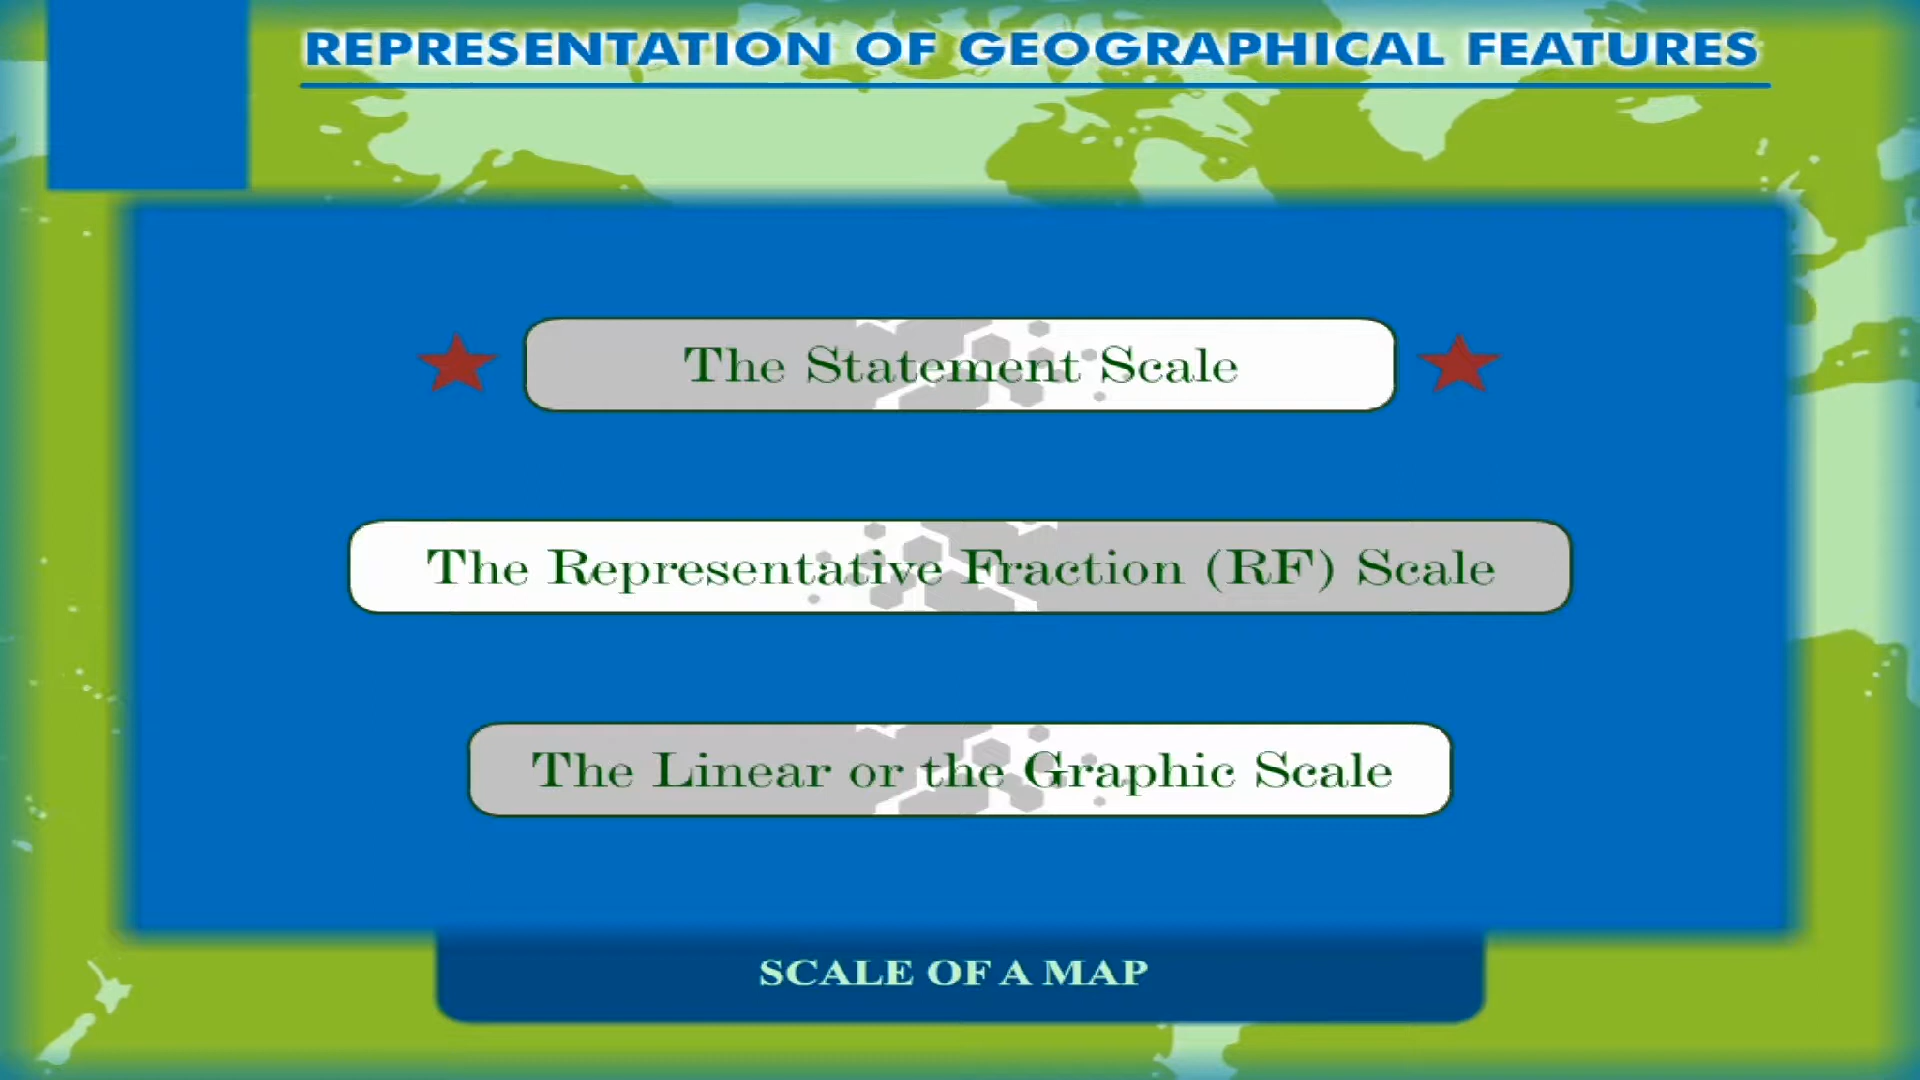 REPRESENTATION OF GEOGRAPHICAL FEATURES
The Statement Scale
The Representative Fraction (RF) Scale
The Linear or the Graphic Scale
SCALE OF A MAP